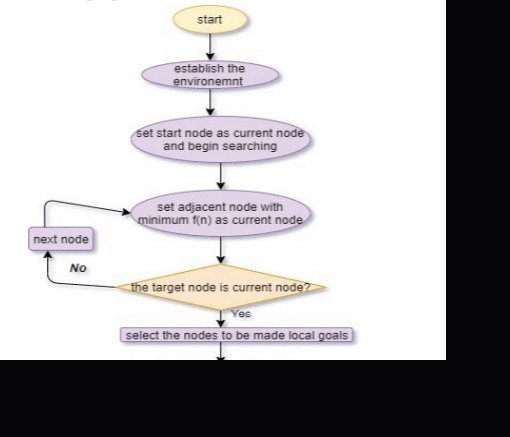 start
establish the
environemnt
set start node as current node
and begin searching
set adjacent node with
minimum f(n) as current node
next node
No
the target node is current node?
Yes
select the nodes to be made local goals